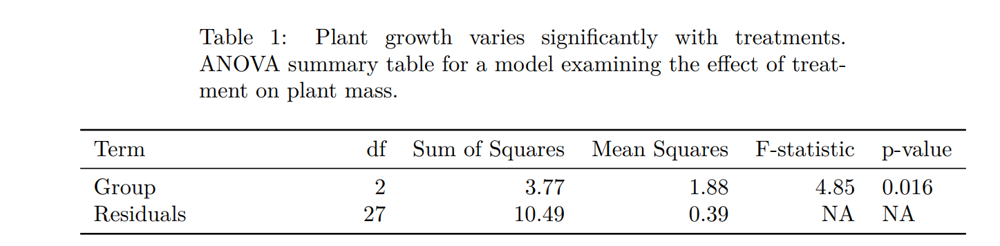 Table 1: Plant growth varies significantly with treatments.
ANOVA summary table for a model examining the effect of treat-
ment on plant mass.
Term df Sum of Squares Mean Squares F-statistic p-value
Group 2 3.77 1.88 4.85 0.016
Residuals 27 10.49 0.39 NA NA